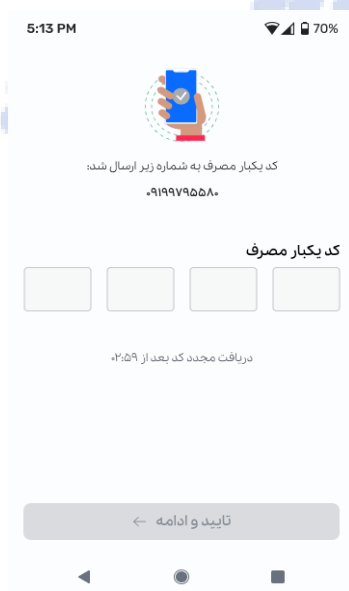 5:13 PM 70%
کد یکبار مصرف به شماره زیر ارسال شد:
۰۹۱۹۹۷۹۵۵۸۰
کد یکبار مصرف
دریافت مجدد کد بعد از ۰۲:۵۹
تایید و ادامه ←